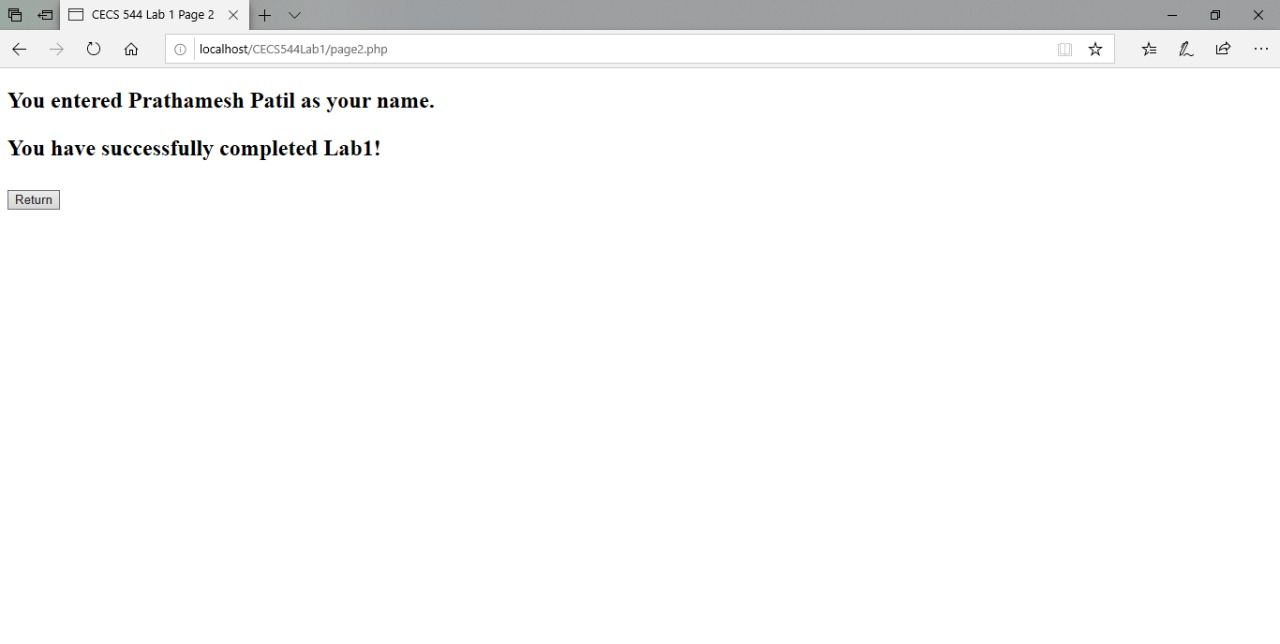 CECS 544 Lab 1 Page 2
localhost/CECS544Lab1/page2.php
You entered Prathamesh Patil as your name.
You have successfully completed Lab1!
Return